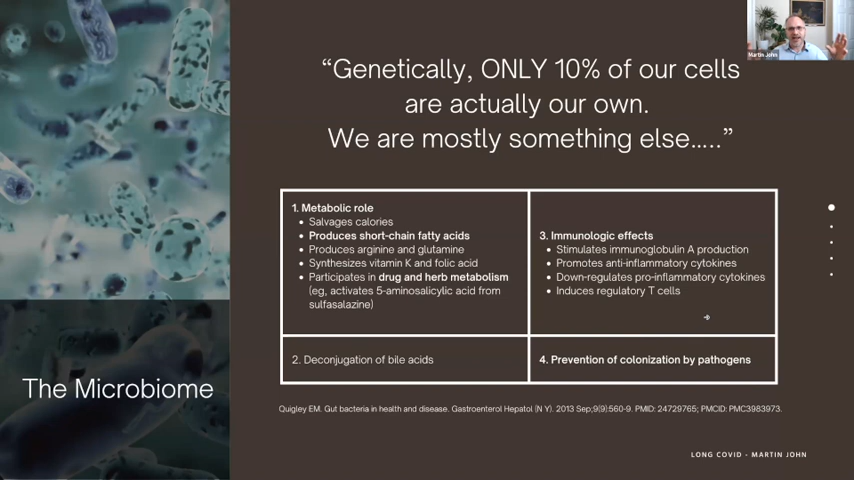 Martin John
“Genetically, ONLY 10% of our cells
are actually our own.
We are mostly something else.....”
1. Metabolic role
• Salvages calories
• Produces short-chain fatty acids
• Produces arginine and glutamine
• Synthesizes vitamin K and folic acid
• Participates in drug and herb metabolism
(eg, activates 5-aminosalicylic acid from
sulfasalazine)
3. Immunologic effects
• Stimulates immunoglobulin A production
• Promotes anti-inflammatory cytokines
• Down-regulates pro-inflammatory cytokines
• Induces regulatory T cells
2. Deconjugation of bile acids
4. Prevention of colonization by pathogens
The Microbiome
Quigley EM. Gut bacteria in health and disease. Gastroenterol Hepatol (N Y). 2013 Sep;9(9):560-9. PMID: 24729765; PMCID: PMC3983973.
LONG COVID - MARTIN JOHN